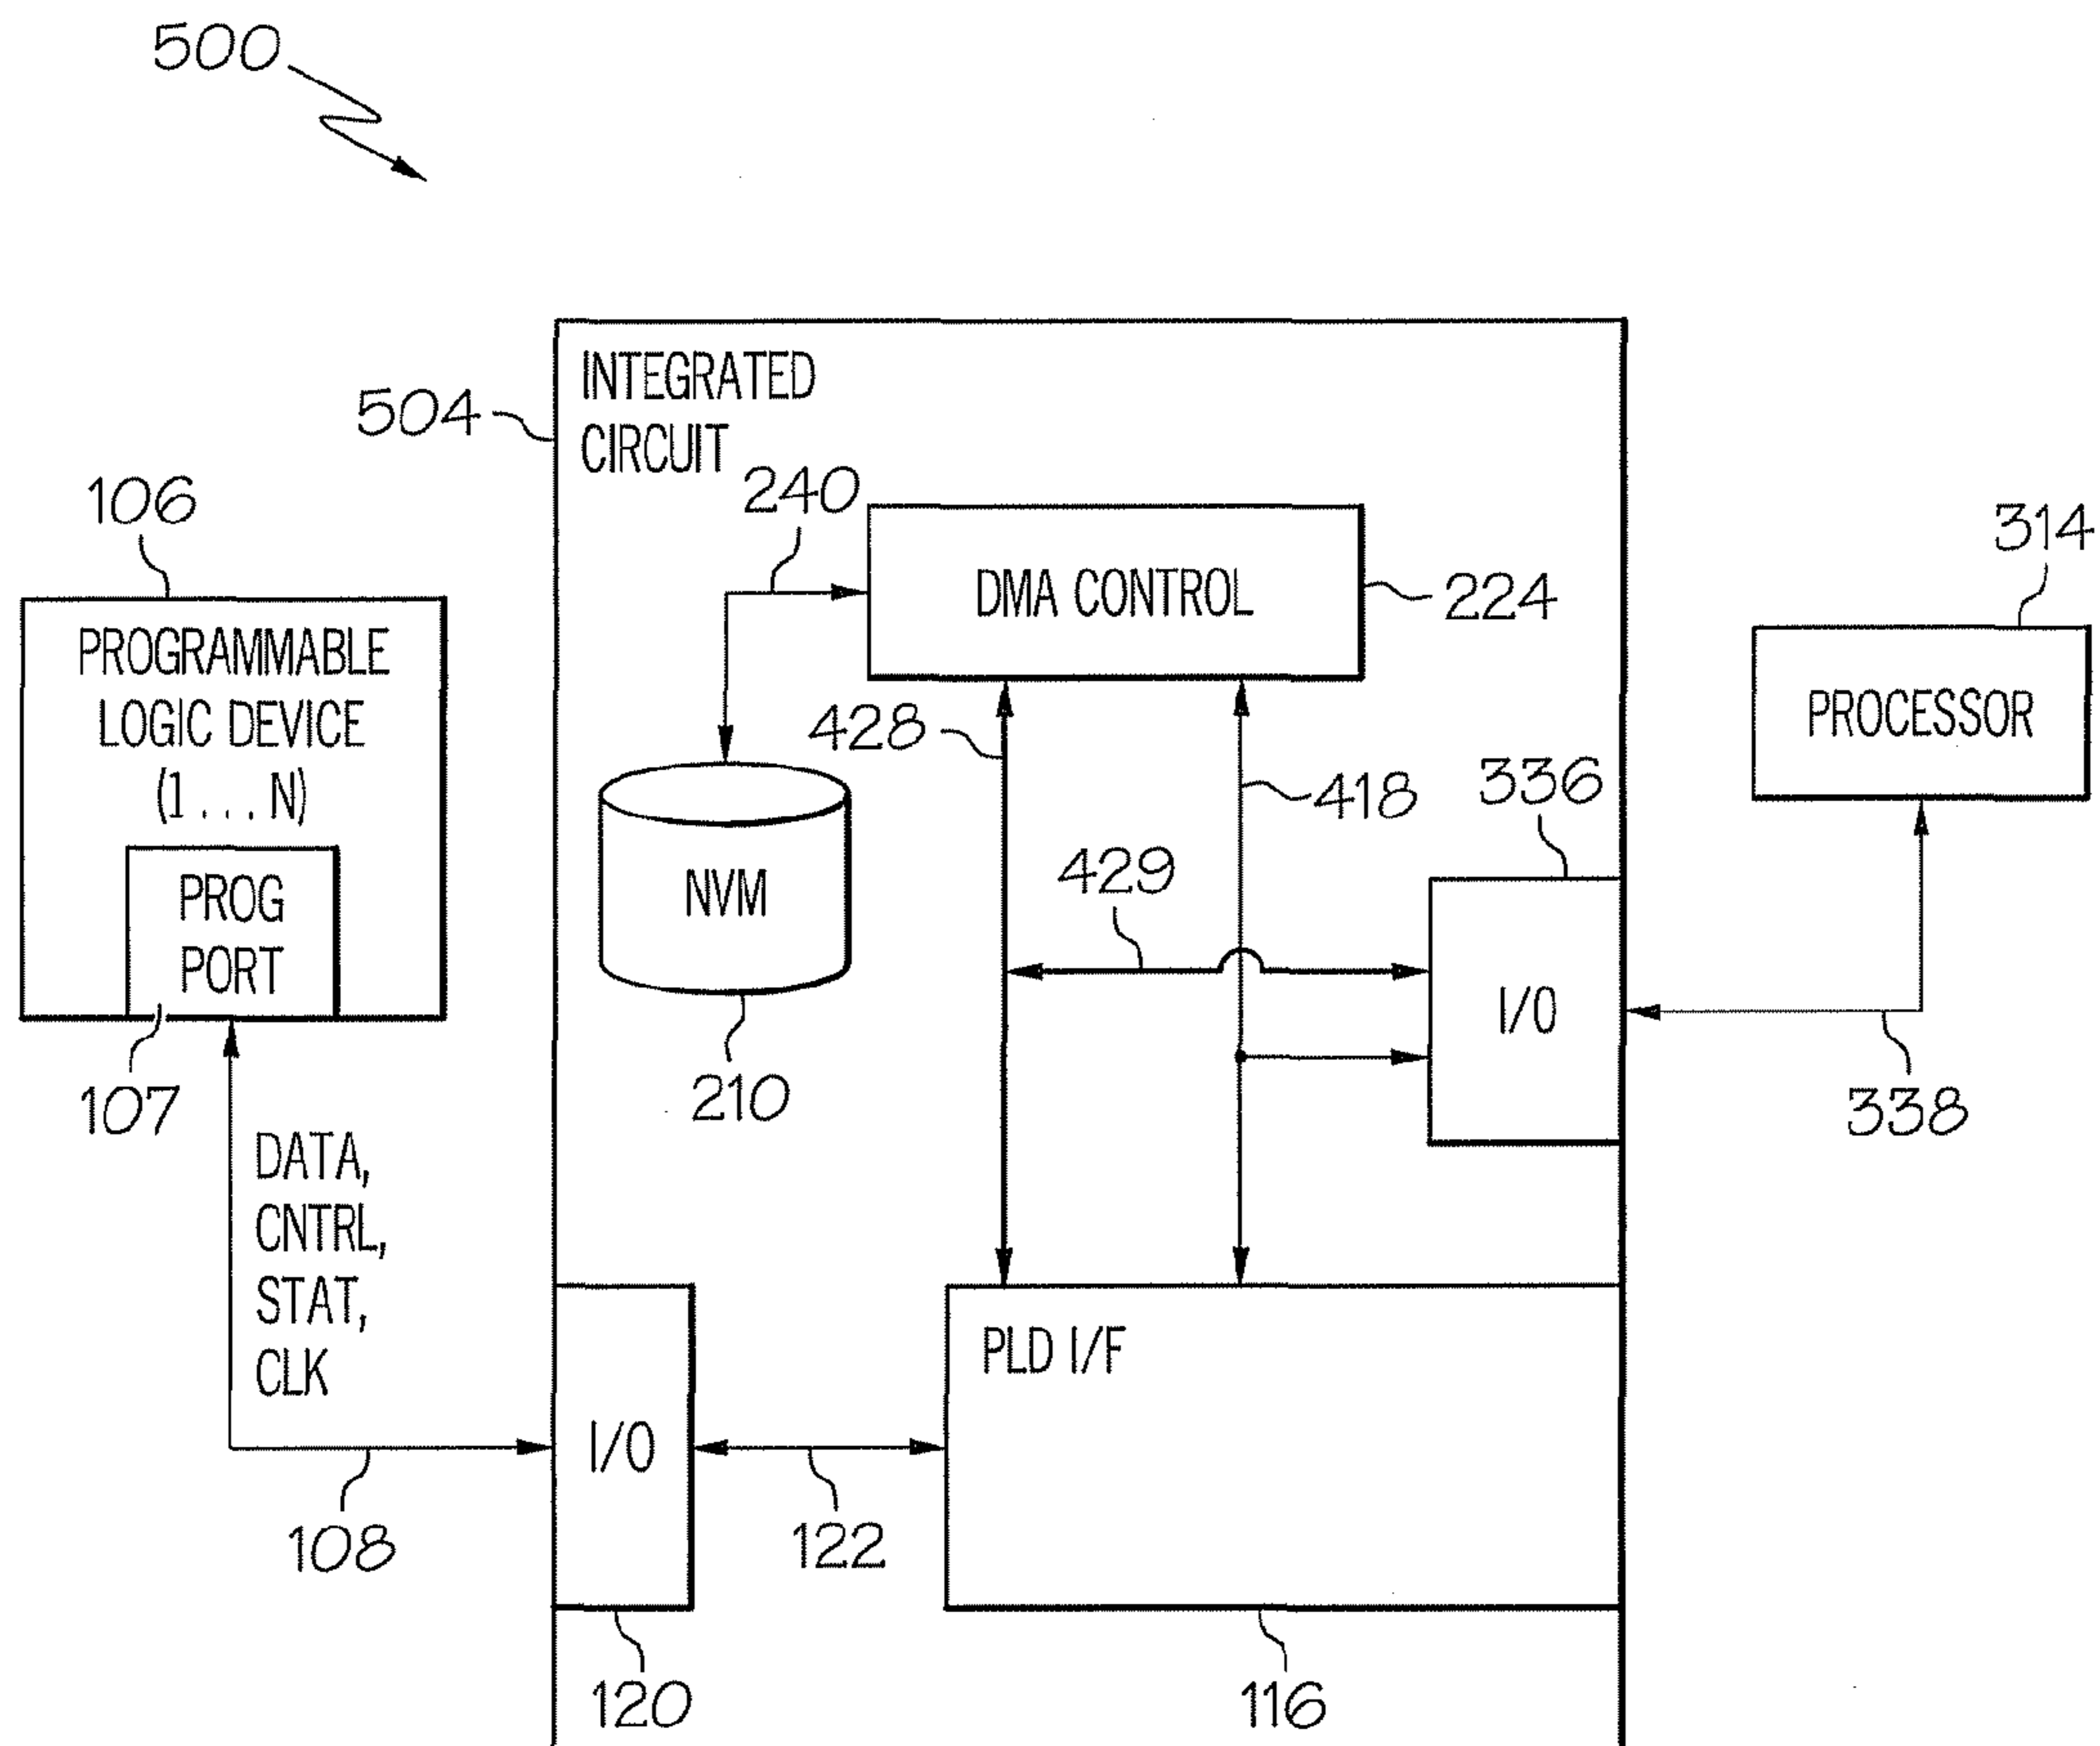 500
INTEGRATED
CIRCUIT
504
240
106
DMA CONTROL
224
314
PROGRAMMABLE
LOGIC DEVICE
(1 . . . N)
PROCESSOR
428
418
336
PROG
PORT
NVM
429
I/O
107
210
338
DATA,
CNTRL,
STAT,
CLK
PLD I/F
I/O
108
122
120
116